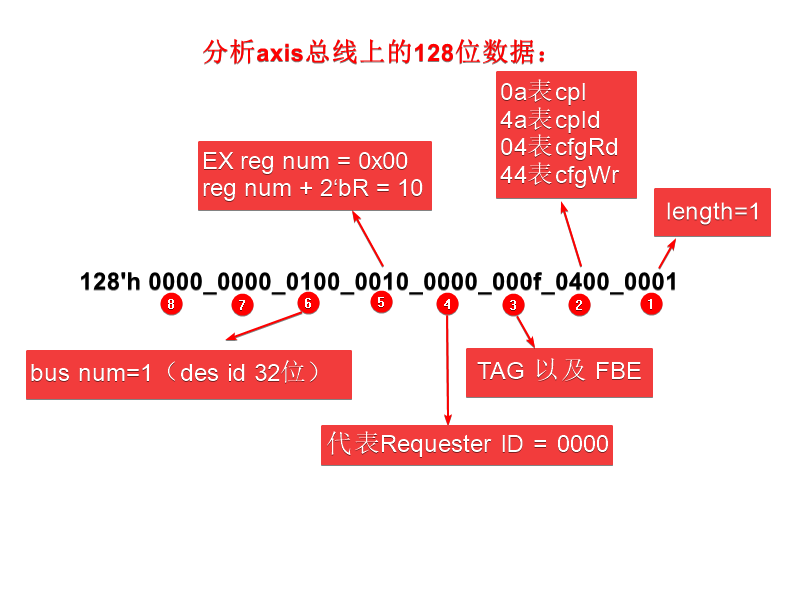 分析axis总线上的128位数据：
0a表cpl
4a表cpld
04表cfgRd
44表cfgWr
EX reg num = 0x00
reg num + 2‘bR = 10
length=1
128'h 0000_0000_0100_0010_0000_000f_0400_0001
8 7 6 5 4 3 2 1
bus num=1（des id 32位）
TAG 以及 FBE
代表Requester ID = 0000